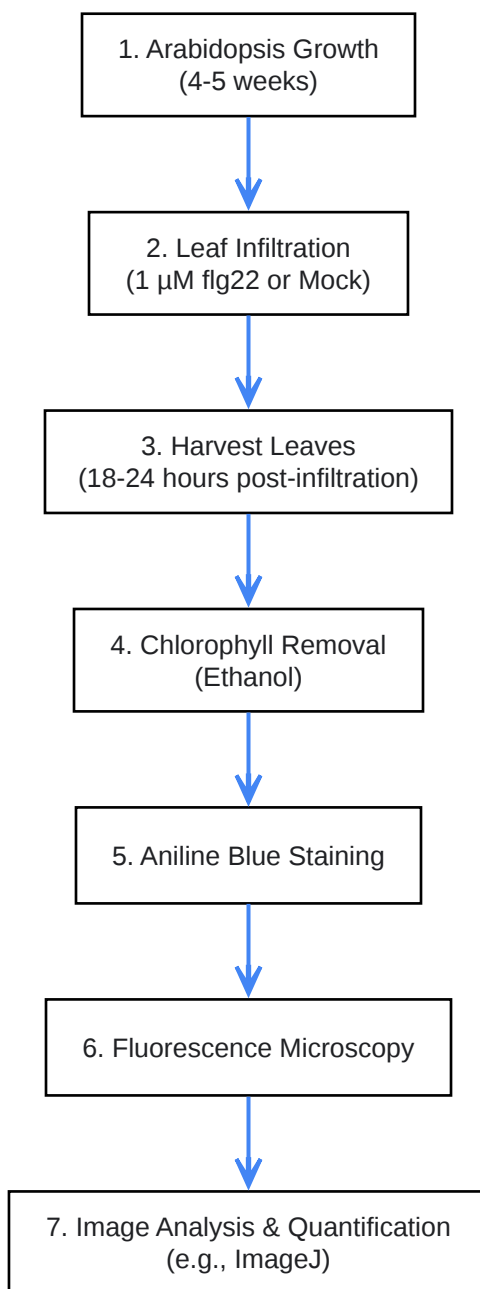 1. Arabidopsis Growth
(4-5 weeks)
2. Leaf Infiltration
(1 µM flg22 or Mock)
3. Harvest Leaves
(18-24 hours post-infiltration)
4. Chlorophyll Removal
(Ethanol)
5. Aniline Blue Staining
6. Fluorescence Microscopy
7. Image Analysis & Quantification
(e.g., ImageJ)